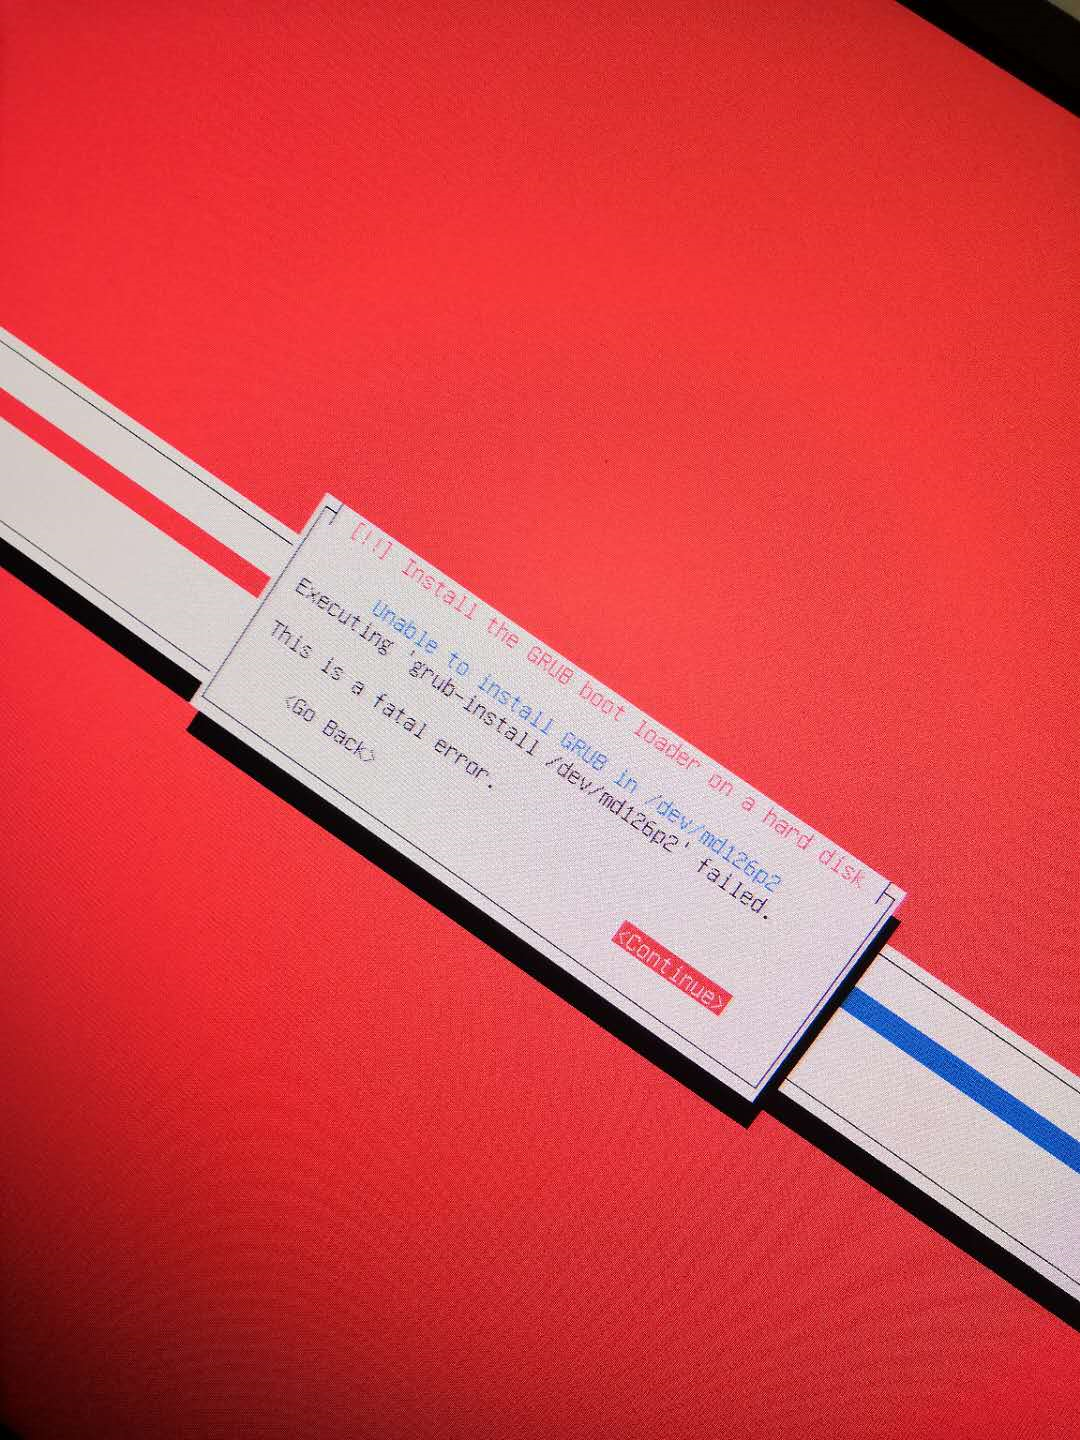 [!!] Install the GRUB boot loader on a hard disk
Unable to install GRUB in /dev/md126p2
Executing 'grub-install /dev/md126p2' failed.
This is a fatal error.
<Go Back>
<Continue>